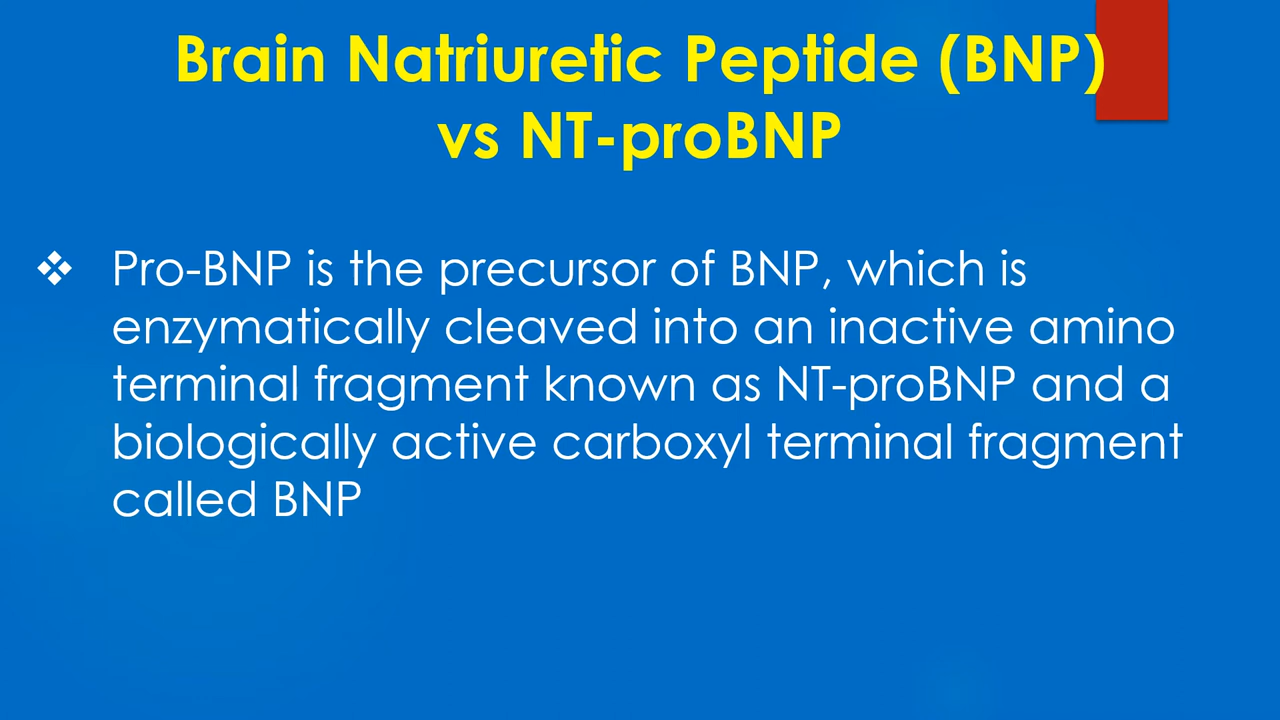 Brain Natriuretic Peptide (BNP)
vs NT-proBNP
❖ Pro-BNP is the precursor of BNP, which is
enzymatically cleaved into an inactive amino
terminal fragment known as NT-proBNP and a
biologically active carboxyl terminal fragment
called BNP